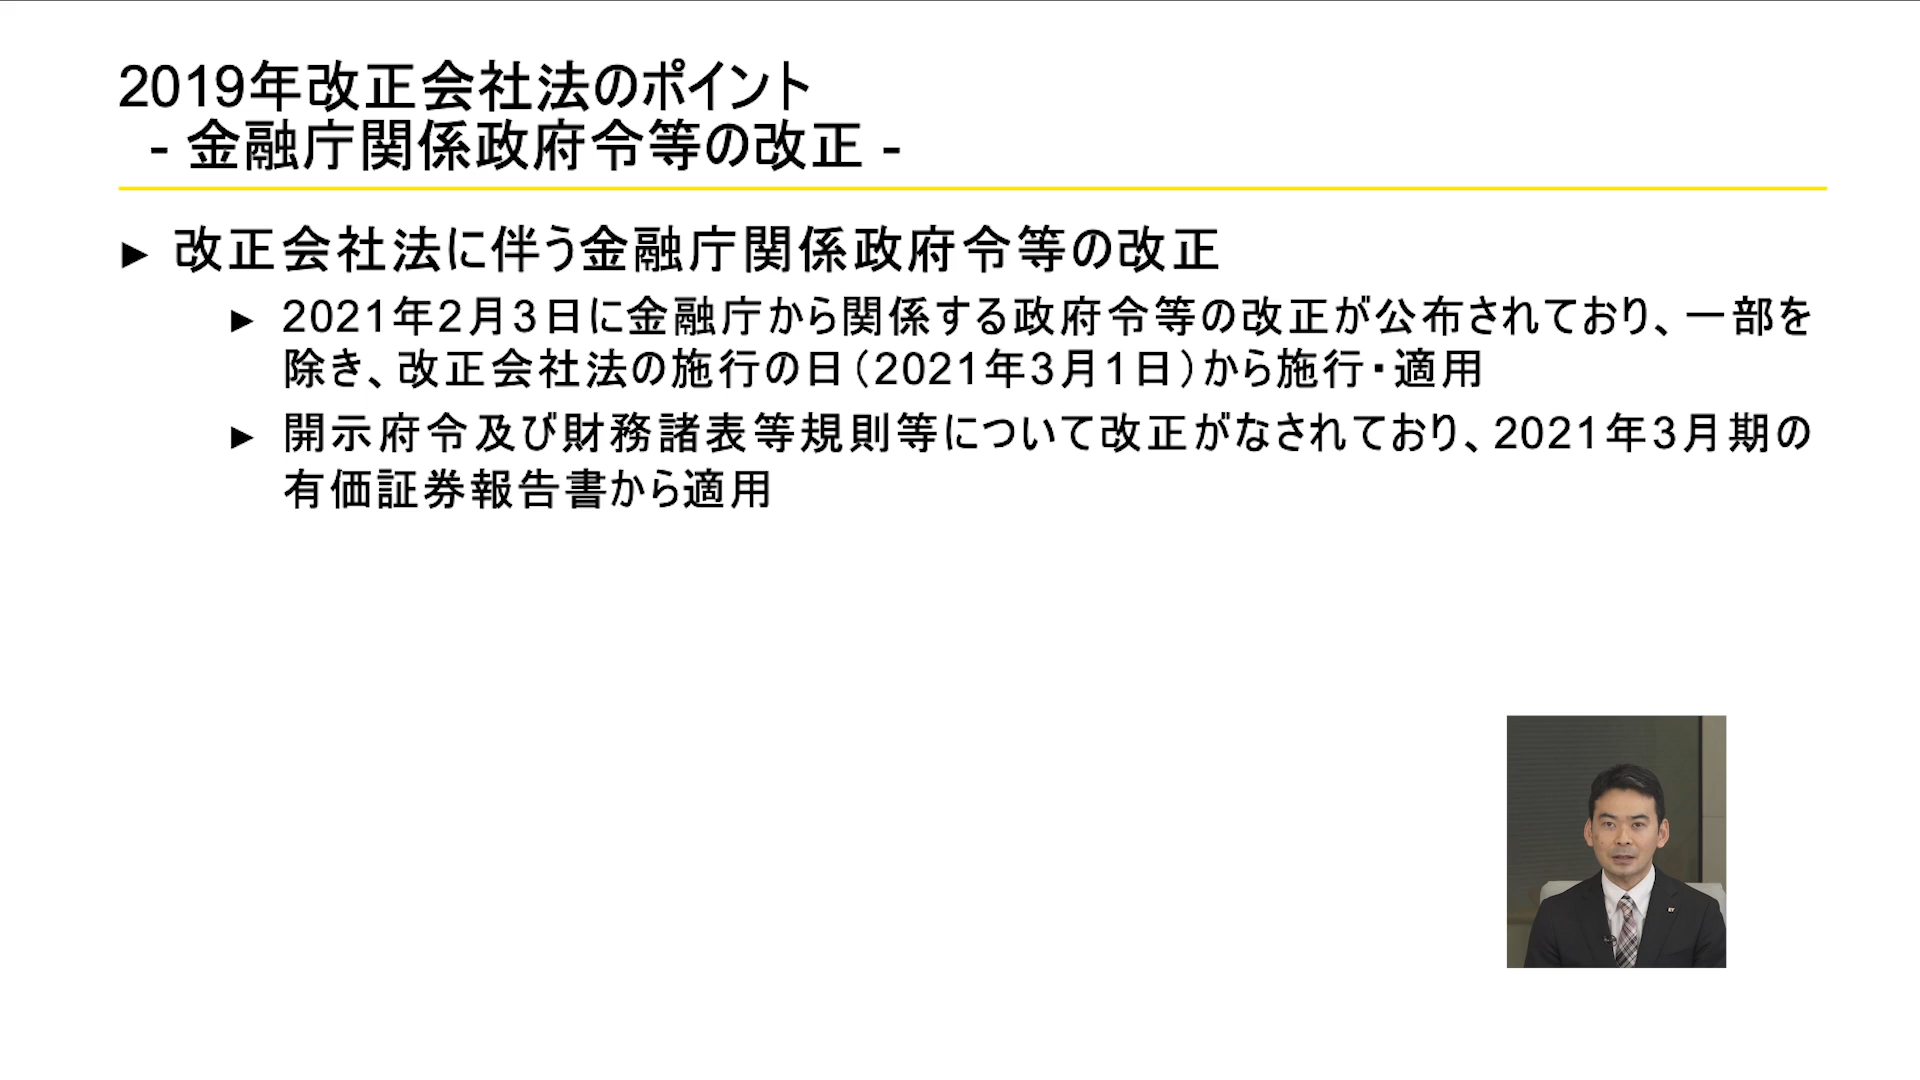 2019年改正会社法のポイント
- 金融庁関係政府令等の改正 -
► 改正会社法に伴う金融庁関係政府令等の改正
► 2021年2月3日に金融庁から関係する政府令等の改正が公布されており、一部を
除き、改正会社法の施行の日（2021年3月1日）から施行・適用
► 開示府令及び財務諸表等規則等について改正がなされており、2021年3月期の
有価証券報告書から適用